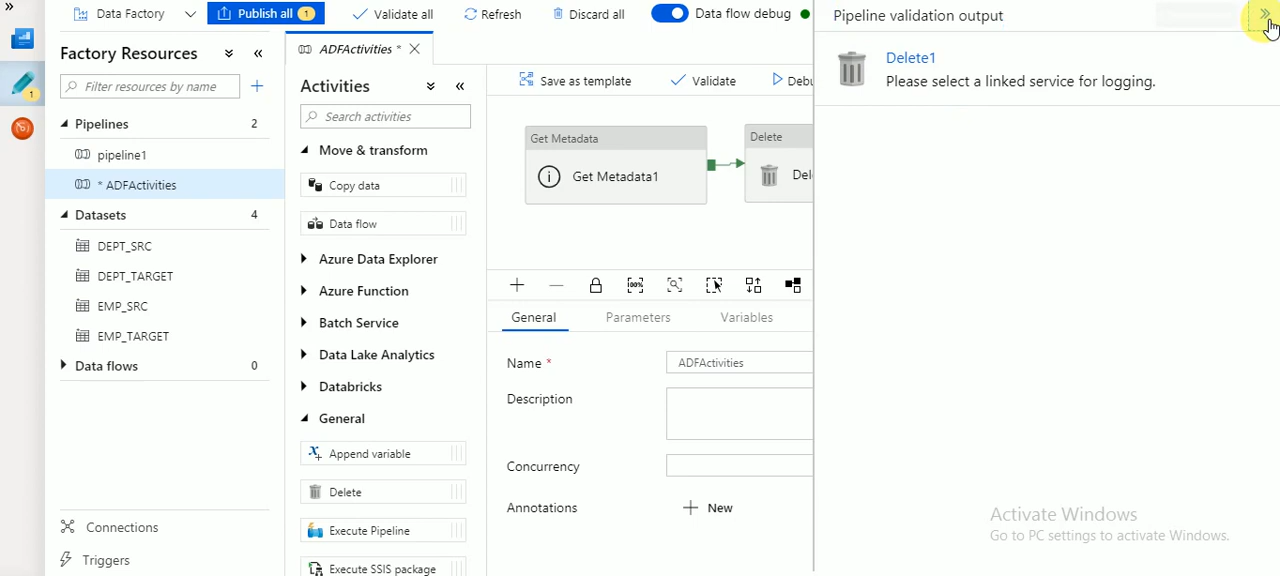 Data Factory
Publish all 1
Validate all
Refresh
Discard all
Data flow debug
Pipeline validation output
»
Factory Resources
Filter resources by name
1
Pipelines 2
pipeline1
* ADFActivities
Datasets 4
DEPT_SRC
DEPT_TARGET
EMP_SRC
EMP_TARGET
Data flows 0
Connections
Triggers
ADFActivities *
Activities
Search activities
Move & transform
Copy data
Data flow
Azure Data Explorer
Azure Function
Batch Service
Data Lake Analytics
Databricks
General
Append variable
Delete
Execute Pipeline
Execute SSIS package
Save as template
Validate
Debu
Get Metadata
Get Metadata1
Delete
Del
100%
General
Parameters
Variables
Name *
ADFActivities
Description
Concurrency
Annotations
New
Delete1
Please select a linked service for logging.
Activate Windows
Go to PC settings to activate Windows.